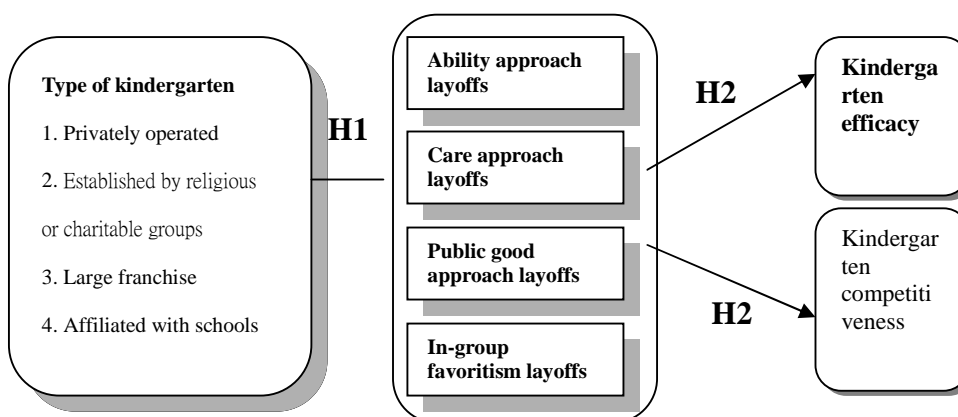 Type of kindergarten
1. Privately operated
2. Established by religious
or charitable groups
3. Large franchise
4. Affiliated with schools
H1
Ability approach
layoffs
Care approach
layoffs
Public good
approach layoffs
In-group
favoritism layoffs
H2
H2
Kinderga
rten
efficacy
Kindergar
ten
competiti
veness